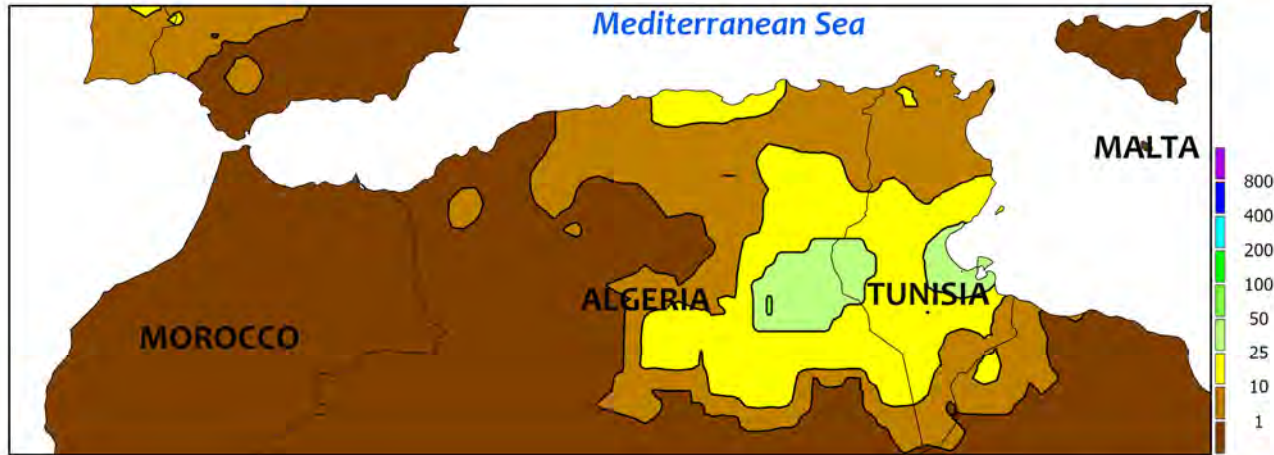 Mediterranean Sea
MALTA
ALGERIA
TUNISIA
MOROCCO
800
400
200
100
50
25
10
1